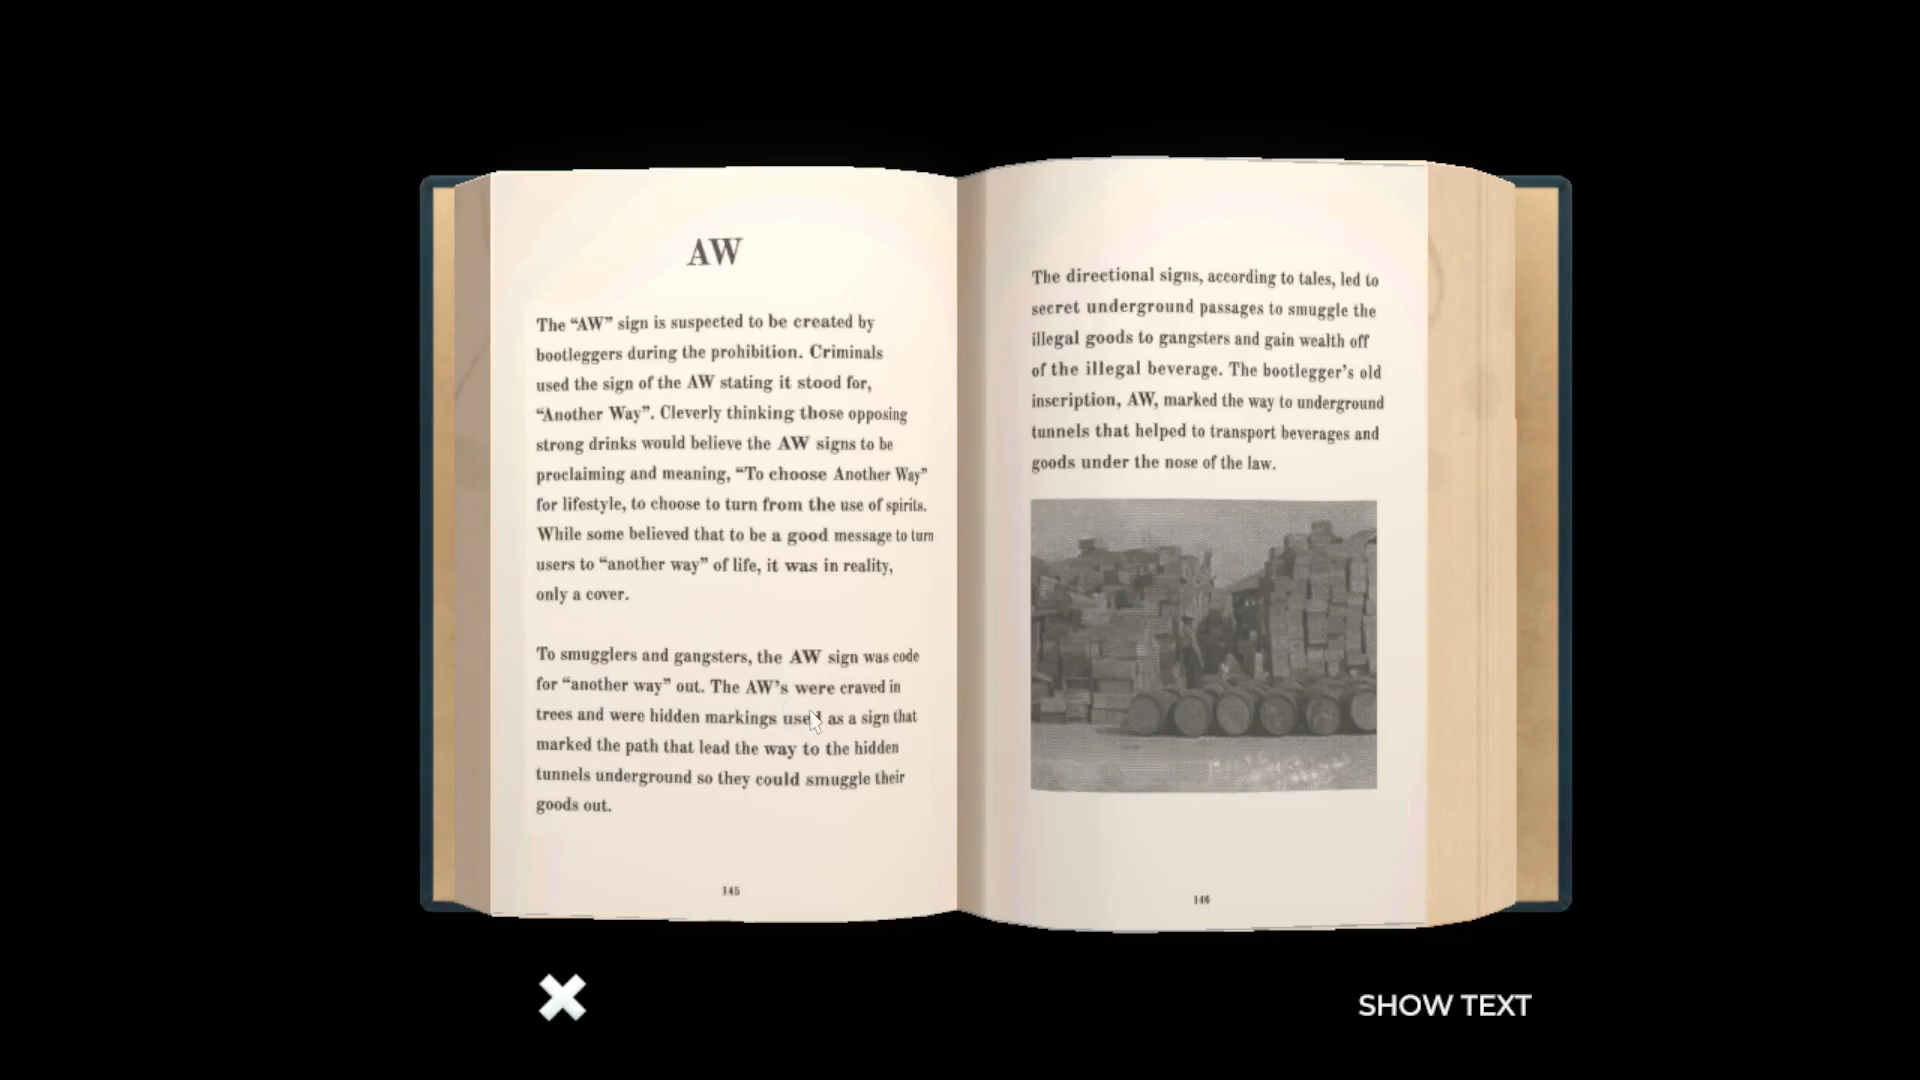 AW
The “AW” sign is suspected to be created by
bootleggers during the prohibition. Criminals
used the sign of the AW stating it stood for,
“Another Way”. Cleverly thinking those opposing
strong drinks would believe the AW signs to be
proclaiming and meaning, “To choose Another Way”
for lifestyle, to choose to turn from the use of spirits.
While some believed that to be a good message to turn
users to “another way” of life, it was in reality,
only a cover.
To smugglers and gangsters, the AW sign was code
for “another way” out. The AW’s were craved in
trees and were hidden markings used as a sign that
marked the path that lead the way to the hidden
tunnels underground so they could smuggle their
goods out.
145
The directional signs, according to tales, led to
secret underground passages to smuggle the
illegal goods to gangsters and gain wealth off
of the illegal beverage. The bootlegger’s old
inscription, AW, marked the way to underground
tunnels that helped to transport beverages and
goods under the nose of the law.
146
SHOW TEXT